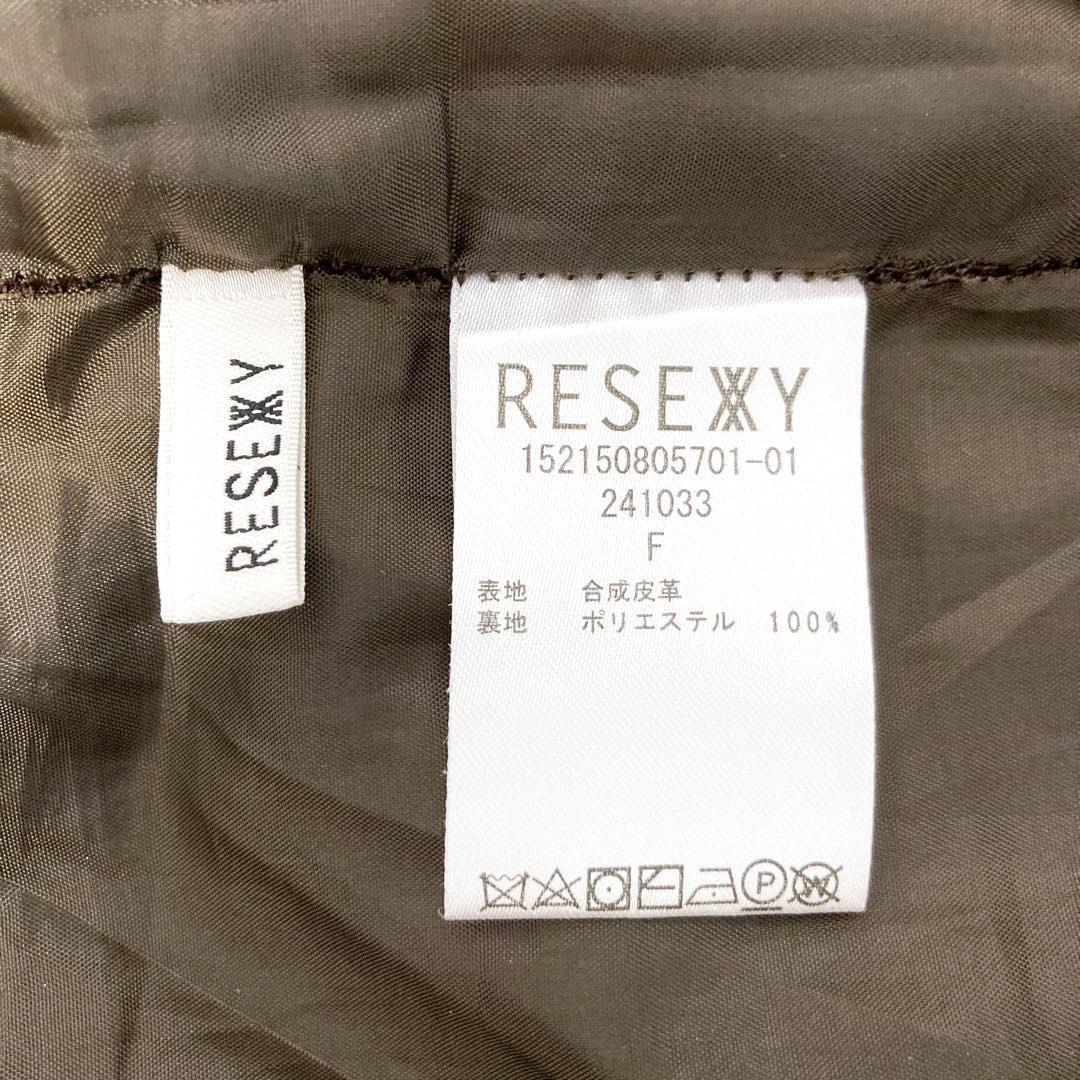 RESEXXY
RESEXXY
152150805701-01
241033
F
表地 合成皮革
裏地 ポリエステル 100%
P
W